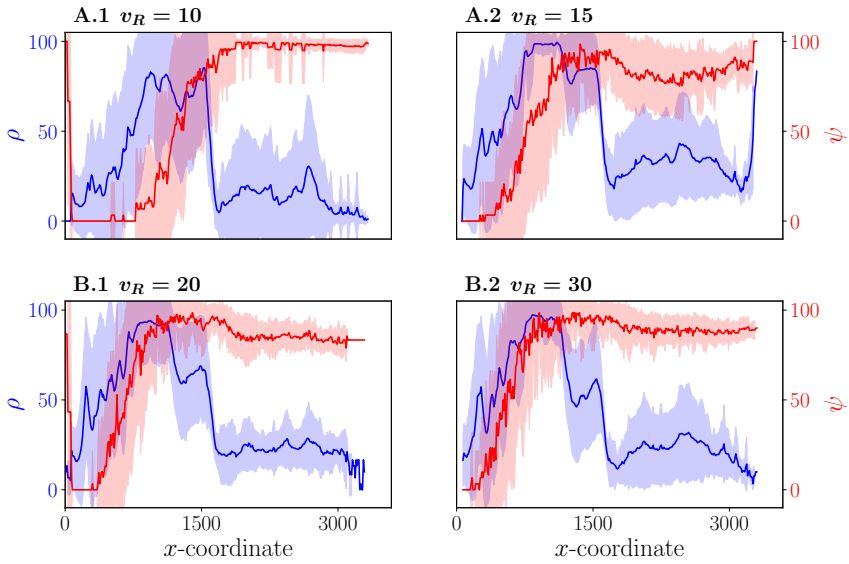 A.1 v_R = 10
A.2 v_R = 15
100
50
0
ρ
100
50
0
ψ
B.1 v_R = 20
B.2 v_R = 30
100
50
0
ρ
100
50
0
ψ
0 1500 3000
0 1500 3000
x-coordinate
x-coordinate